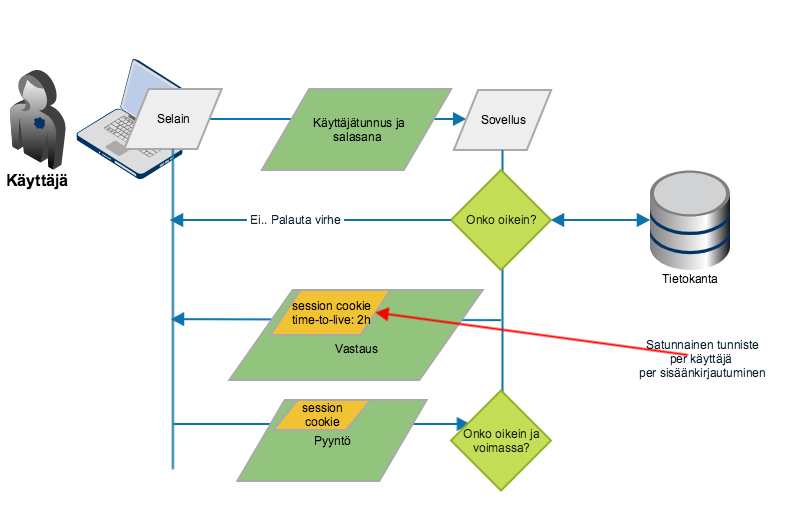 Käyttäjä
Selain
Käyttäjätunnus ja
salasana
Sovellus
Ei.. Palauta virhe
Onko oikein?
Tietokanta
session cookie
time-to-live: 2h
Vastaus
Satunnainen tunniste
per käyttäjä
per sisäänkirjautuminen
session
cookie
Pyyntö
Onko oikein ja
voimassa?